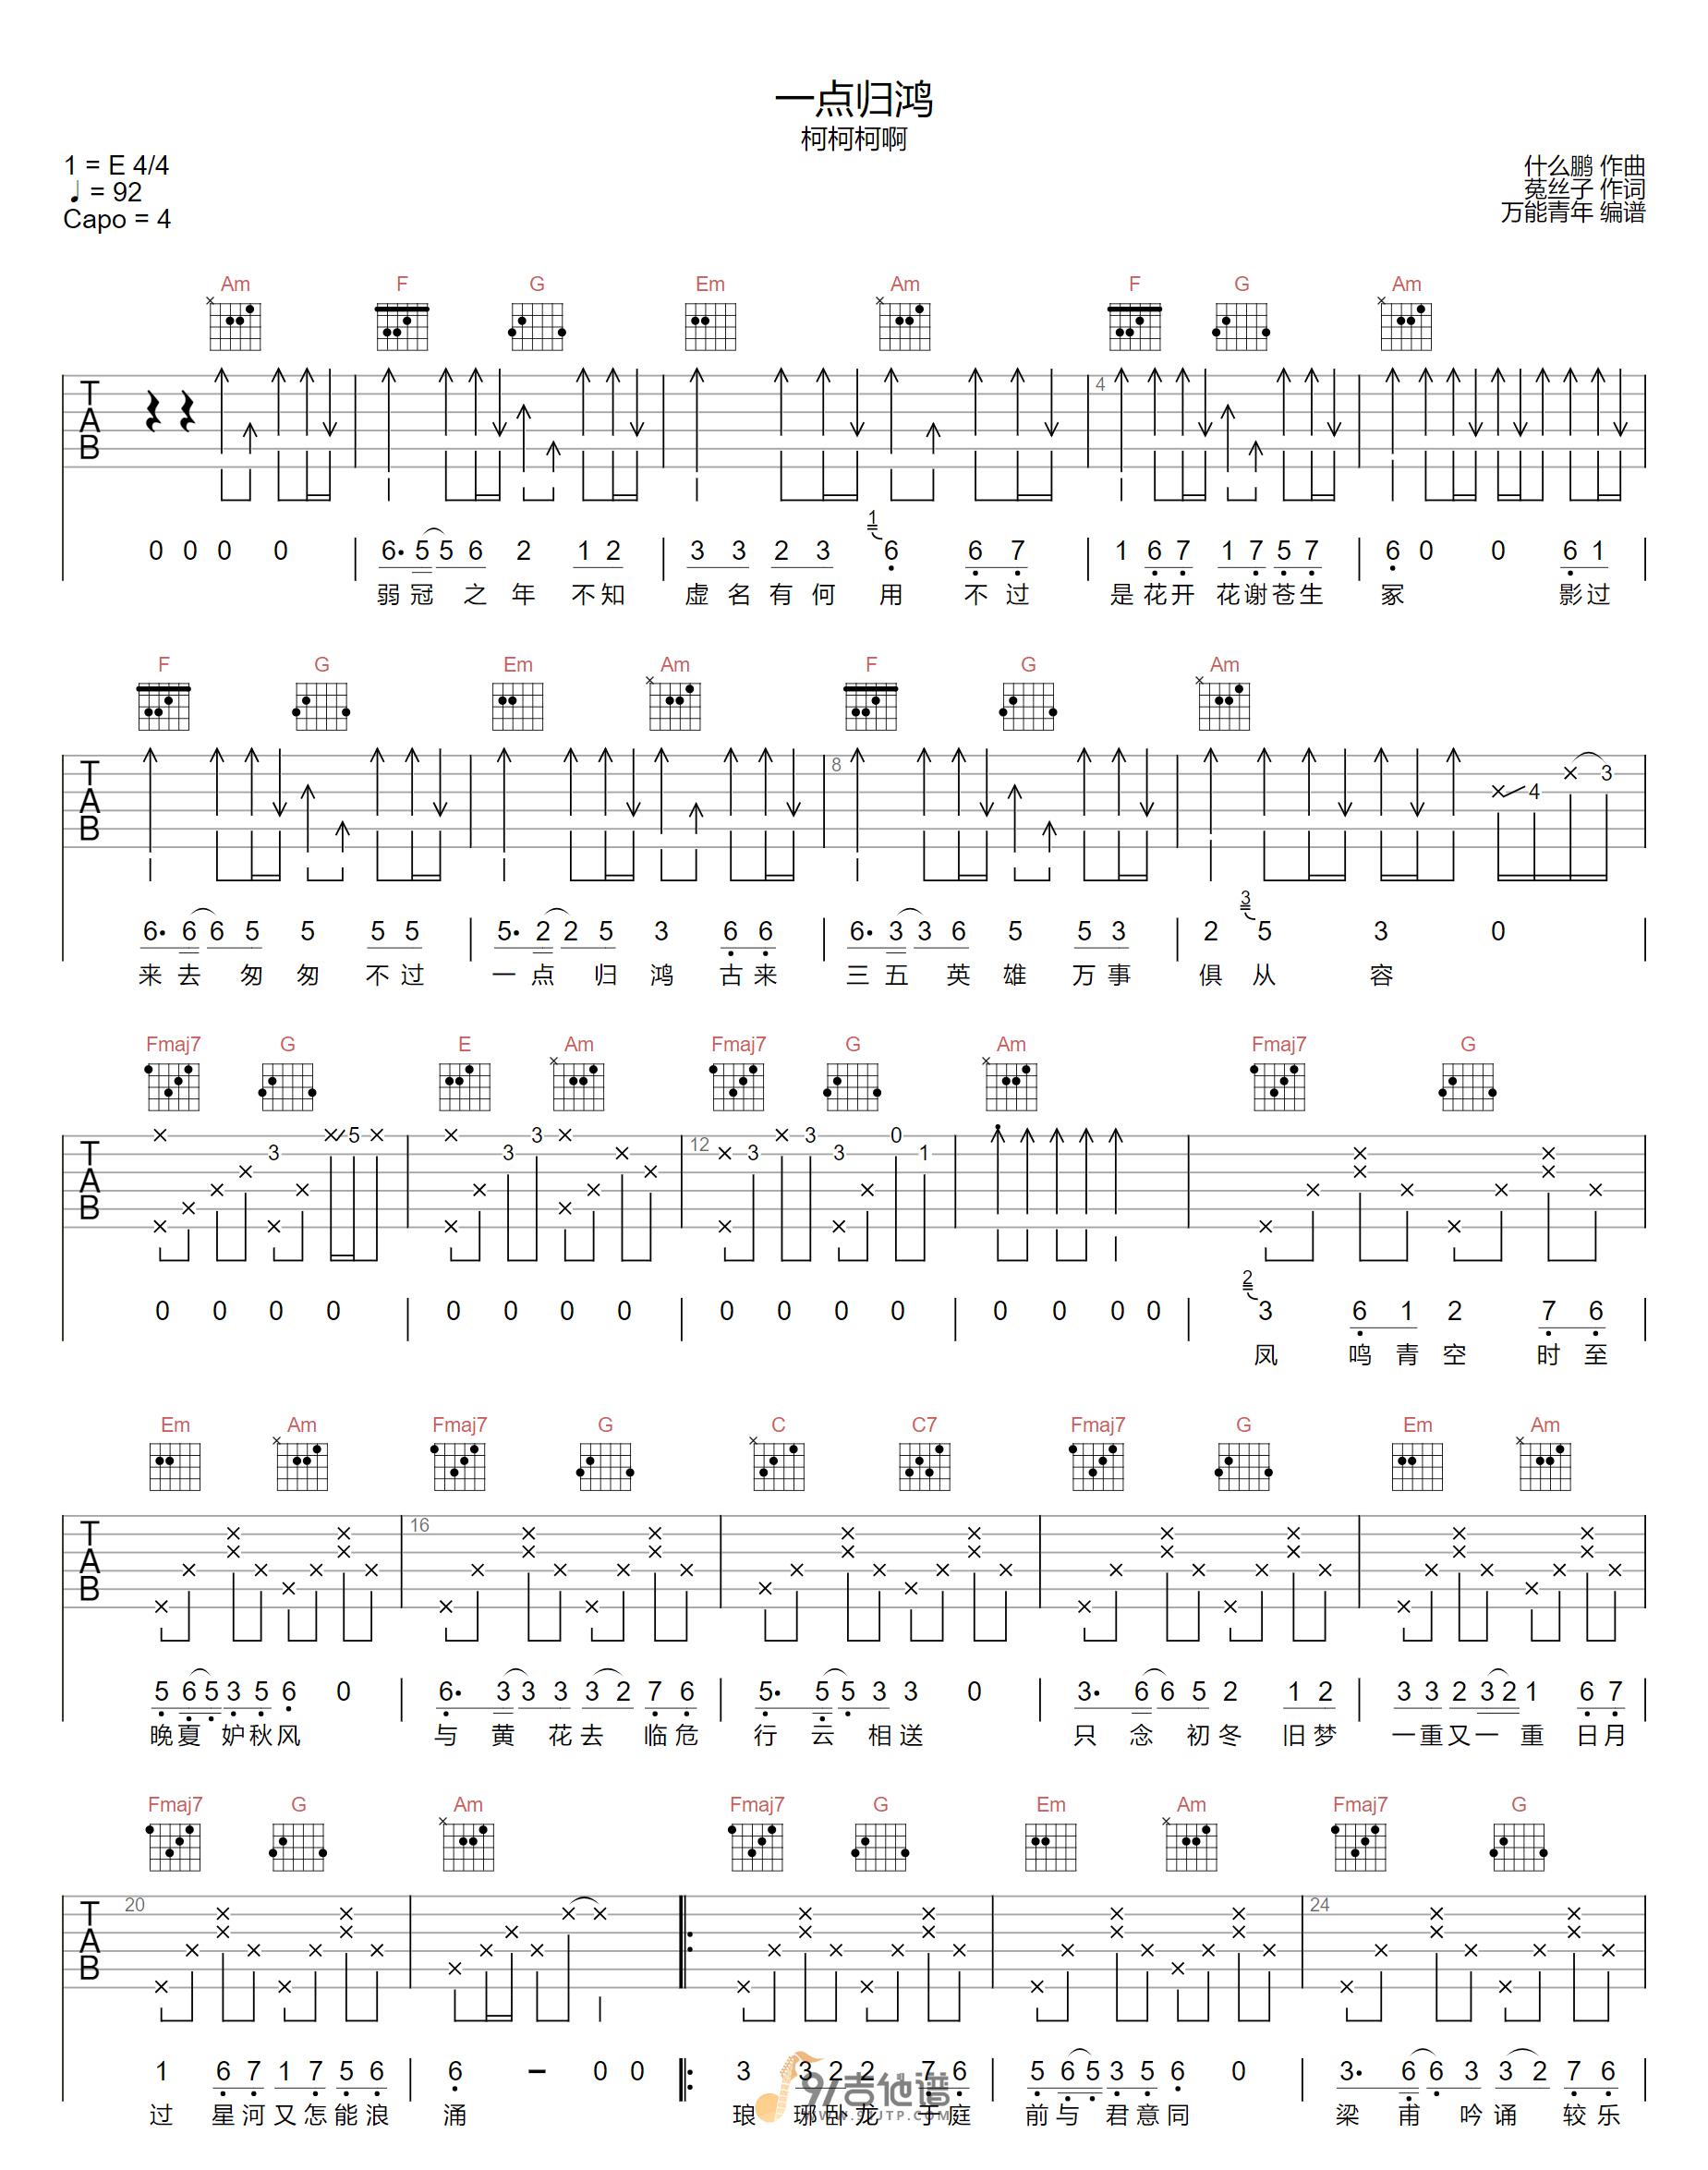 一点归鸿
柯柯柯啊
1 = E 4/4
♩ = 92
Capo = 4
什么鹏 作曲
菟丝子 作词
万能青年 编谱
Am F G Em Am F G Am
T A B
4
1
0 0 0 0 6· 5 5 6 2 1 2 3 3 2 3 6 6 7 1 6 7 1 7 5 7 6 0 0 6 1
弱 冠 之 年 不 知 虚 名 有 何 用 不 过 是 花 开 花 谢 苍 生 冢 影 过
F G Em Am F G Am
T A B
8
4 3
3
6· 6 6 5 5 5 5 5· 2 2 5 3 6 6 6· 3 3 6 5 5 3 2 5 3 0
来 去 匆 匆 不 过 一 点 归 鸿 古 来 三 五 英 雄 万 事 俱 从 容
Fmaj7 G E Am Fmaj7 G Am Fmaj7 G
T A B
12
3 5 3 3 3 3 3 0 1
2
0 0 0 0 0 0 0 0 0 0 0 0 0 0 0 0 3 6 1 2 7 6
凤 鸣 青 空 时 至
Em Am Fmaj7 G C C7 Fmaj7 G Em Am
T A B
16
5 6 5 3 5 6 0 6· 3 3 3 3 2 7 6 5· 5 5 3 3 0 3· 6 6 5 2 1 2 3 3 2 3 2 1 6 7
晚 夏 妒 秋 风 与 黄 花 去 临 危 行 云 相 送 只 念 初 冬 旧 梦 一 重 又 一 重 日 月
Fmaj7 G Am Fmaj7 G Em Am Fmaj7 G
T A B
20
24
1 6 7 1 7 5 6 6 – 0 0 3 3 2 2 7 6 5 6 5 3 5 6 0 3· 6 6 3 3 2 7 6
过 星 河 又 怎 能 浪 涌 琅 琊 卧 龙 于 庭 前 与 君 意 同 梁 甫 吟 诵 较 乐
91吉他谱
WWW.91JTP.COM